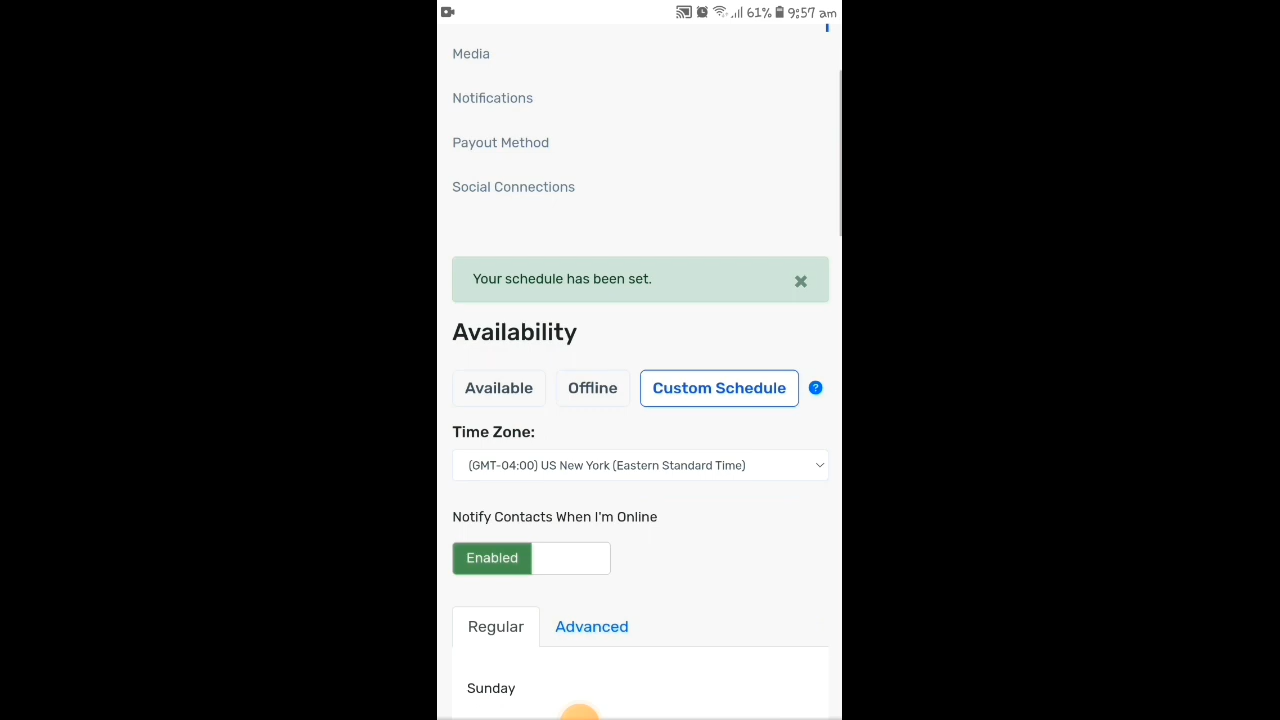 61% 9:57 am
Media
Notifications
Payout Method
Social Connections
Your schedule has been set. ✖
Availability
Available Offline Custom Schedule ?
Time Zone:
(GMT-04:00) US New York (Eastern Standard Time)
Notify Contacts When I'm Online
Enabled
Regular Advanced
Sunday